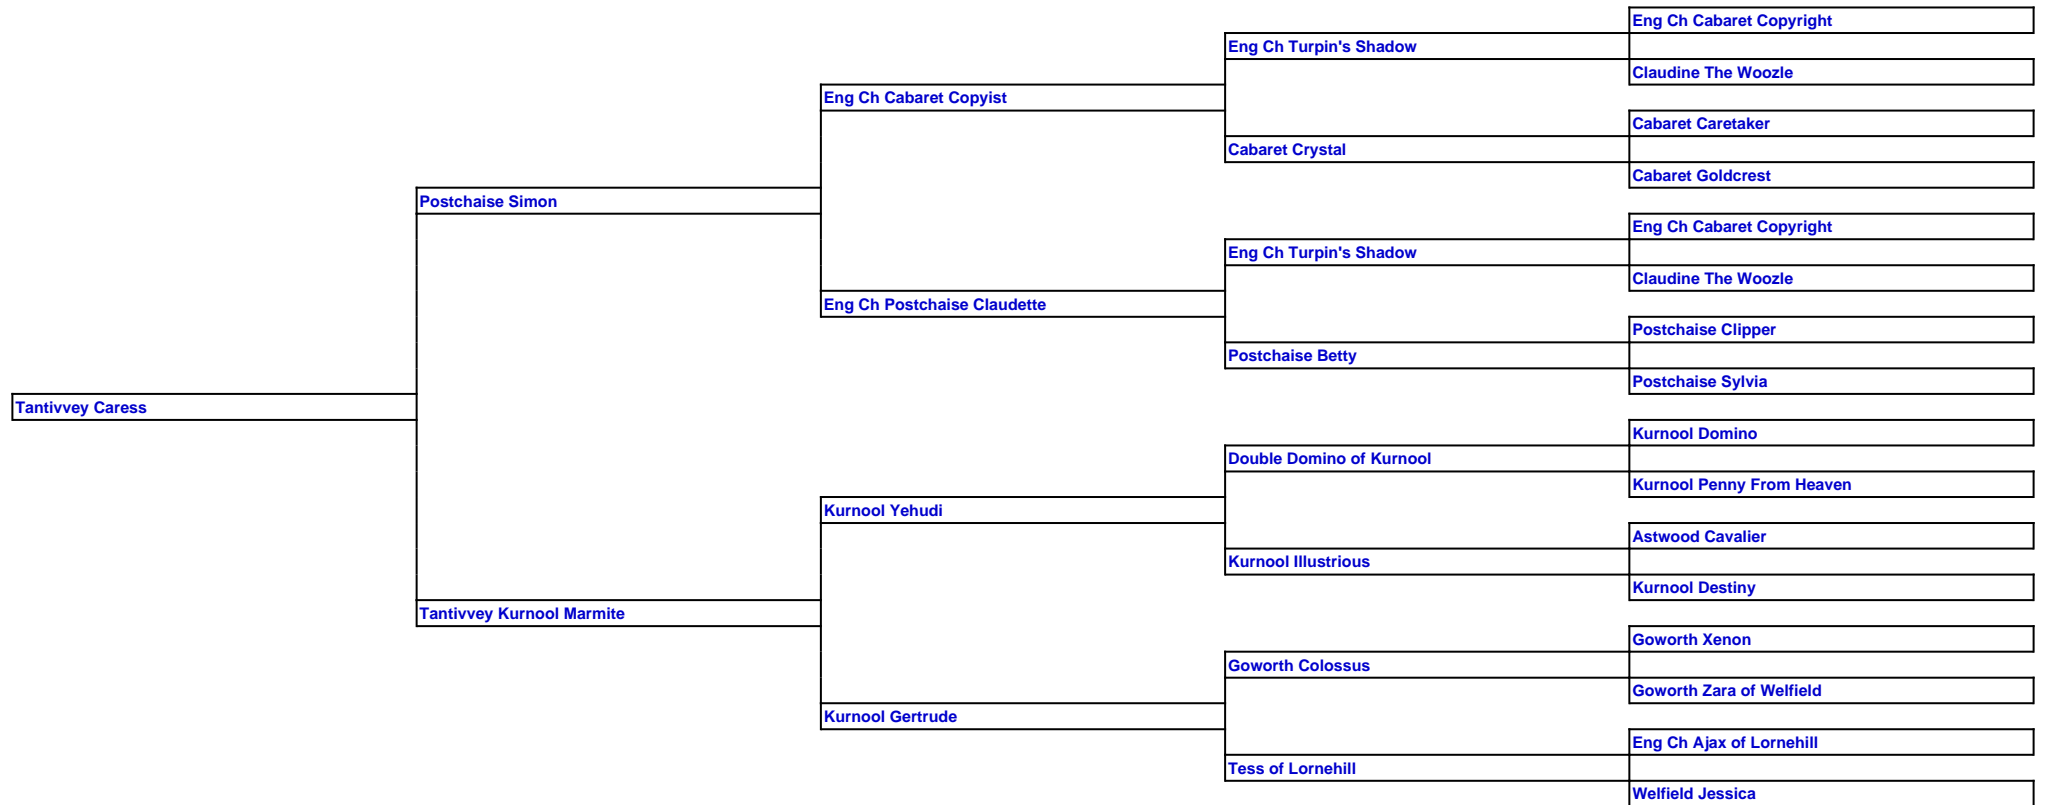 Eng Ch Cabaret Copyright
Eng Ch Turpin's Shadow
Claudine The Woozle
Eng Ch Cabaret Copyist
Cabaret Caretaker
Cabaret Crystal
Cabaret Goldcrest
Postchaise Simon
Eng Ch Cabaret Copyright
Eng Ch Turpin's Shadow
Claudine The Woozle
Eng Ch Postchaise Claudette
Postchaise Clipper
Postchaise Betty
Postchaise Sylvia
Tantivvey Caress
Kurnool Domino
Double Domino of Kurnool
Kurnool Penny From Heaven
Kurnool Yehudi
Astwood Cavalier
Kurnool Illustrious
Kurnool Destiny
Tantivvey Kurnool Marmite
Goworth Xenon
Goworth Colossus
Goworth Zara of Welfield
Kurnool Gertrude
Eng Ch Ajax of Lornehill
Tess of Lornehill
Welfield Jessica